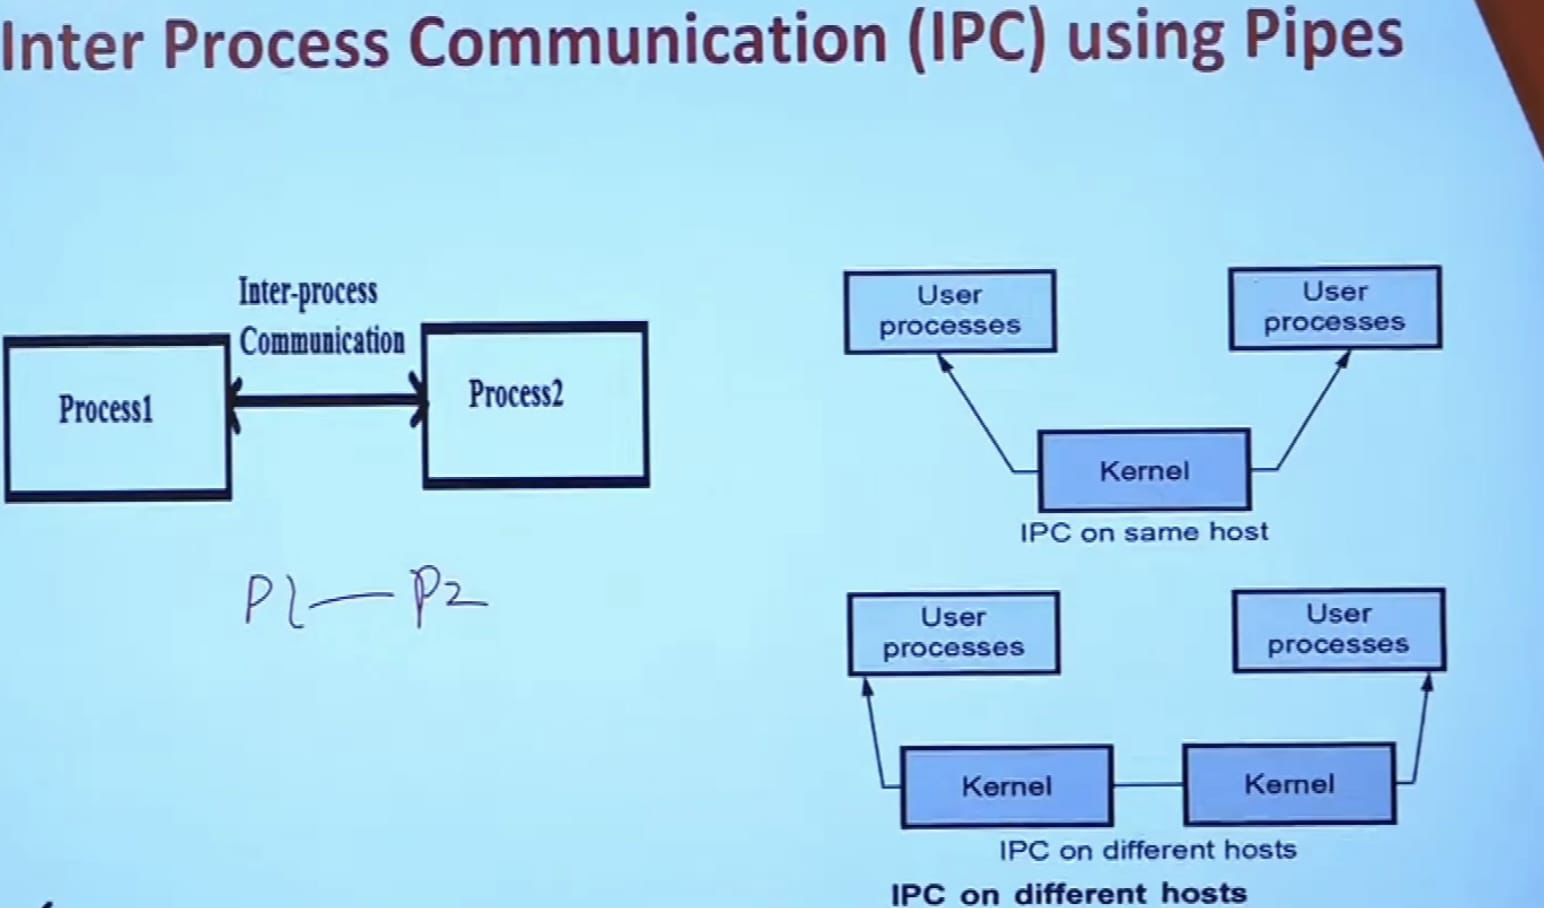 Inter Process Communication (IPC) using Pipes
Inter-process
Communication
Process1
Process2
P1 — P2
User
processes
User
processes
Kernel
IPC on same host
User
processes
User
processes
Kernel
Kernel
IPC on different hosts
IPC on different hosts